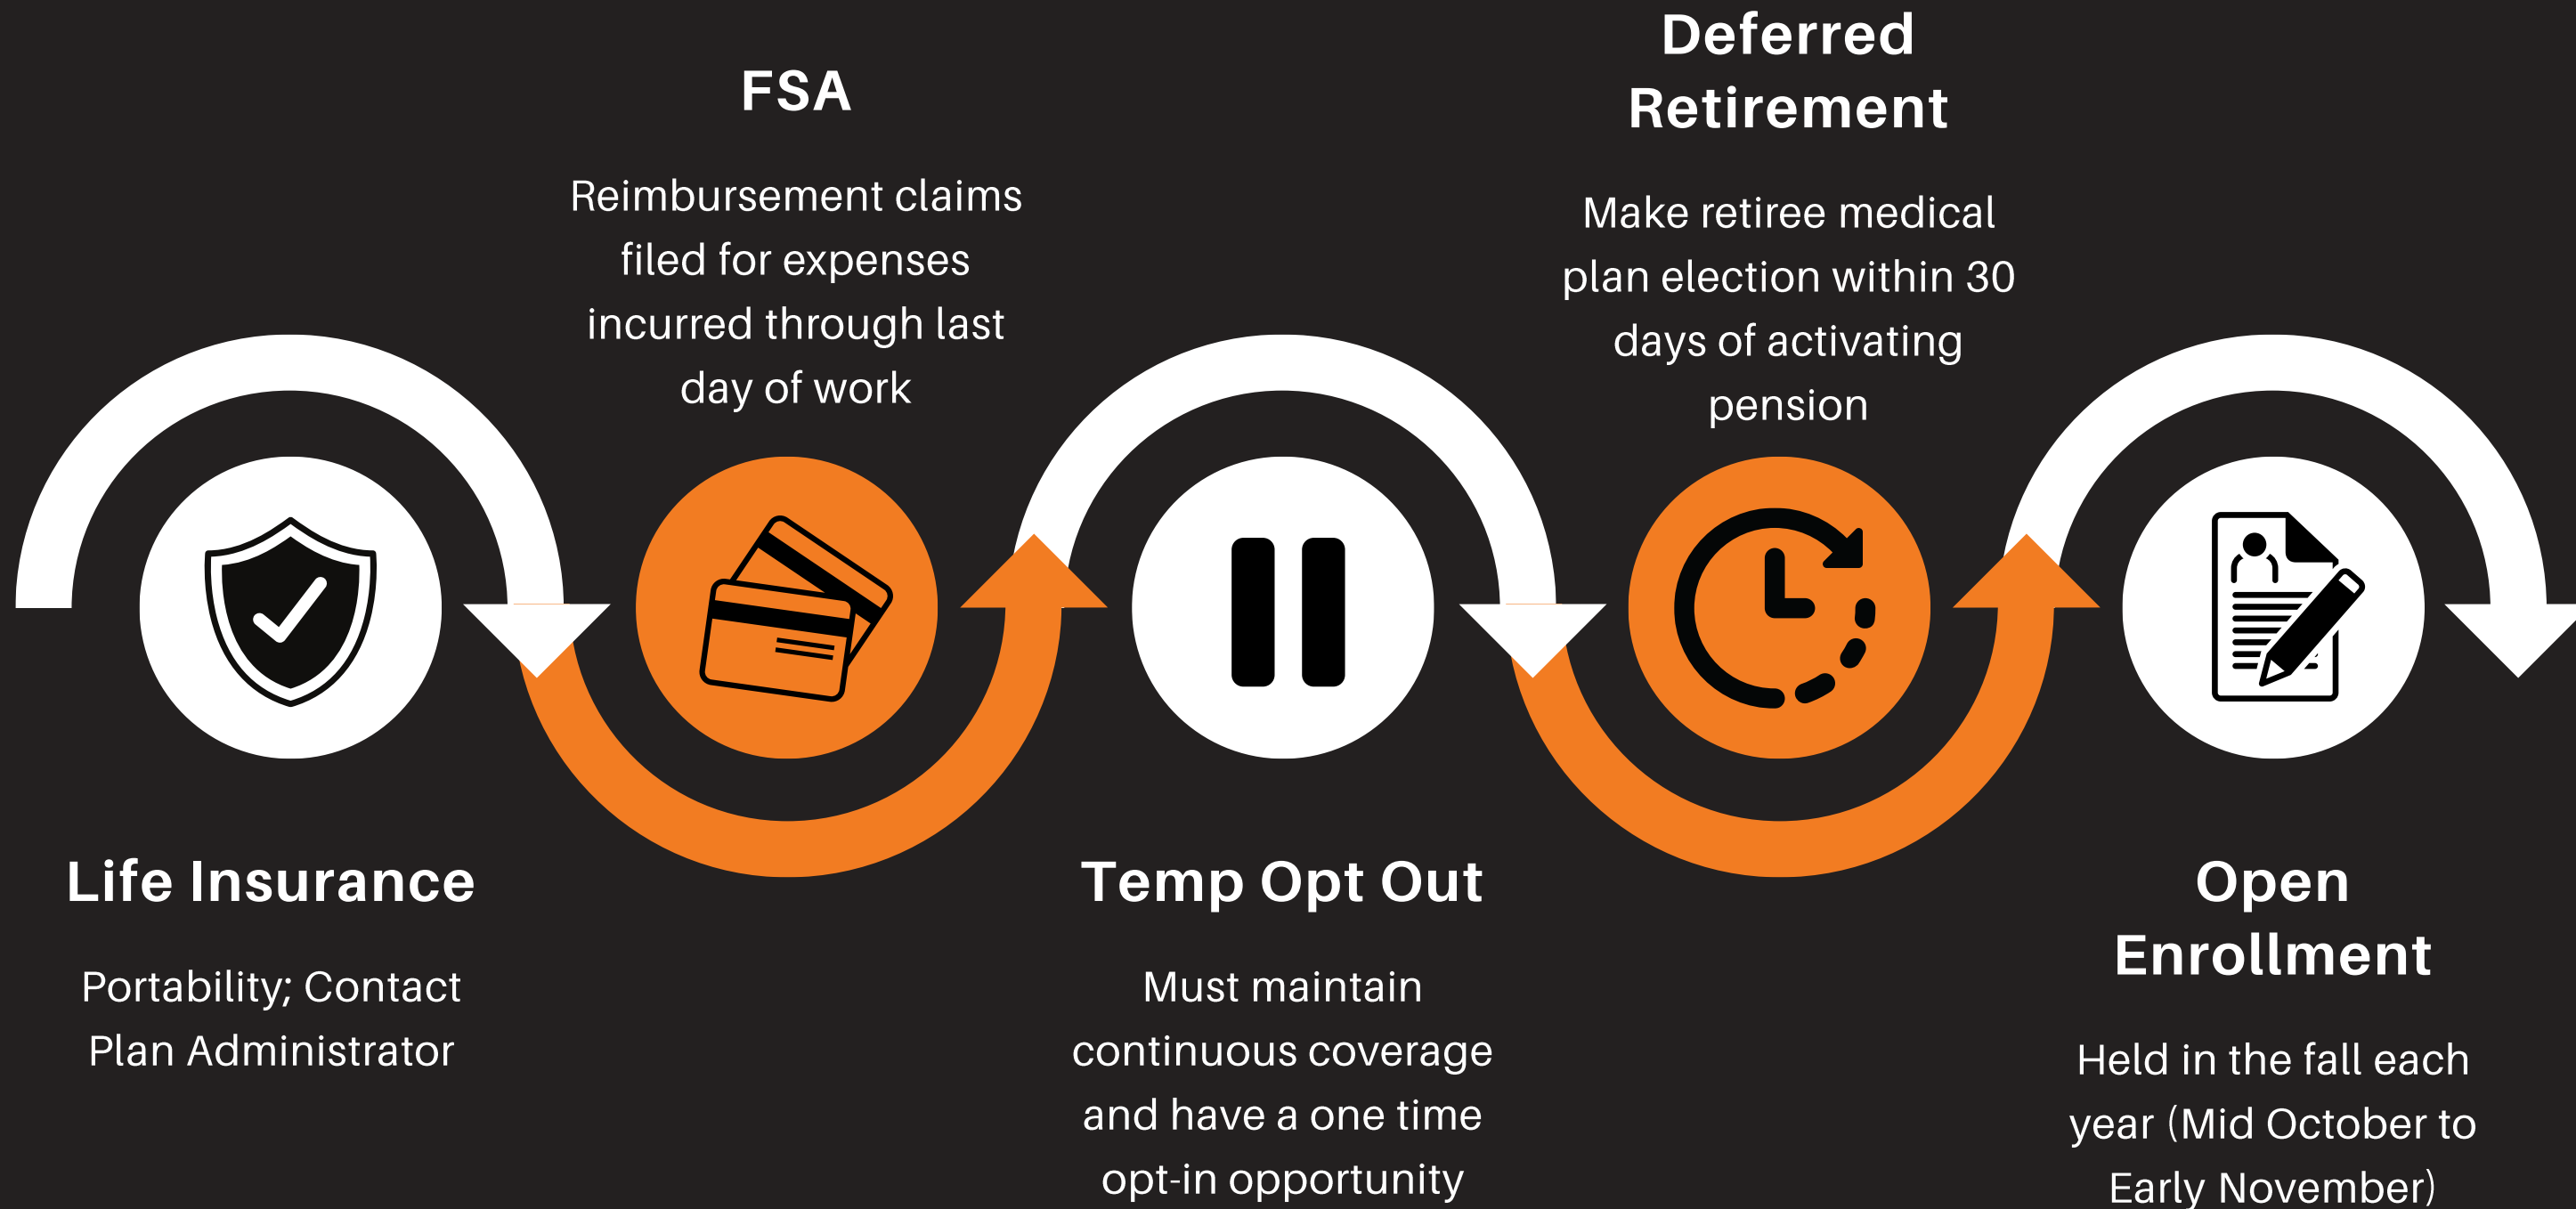 Life Insurance
Portability; Contact
Plan Administrator
FSA
Reimbursement claims
filed for expenses
incurred through last
day of work
Temp Opt Out
Must maintain
continuous coverage
and have a one time
opt-in opportunity
Deferred
Retirement
Make retiree medical
plan election within 30
days of activating
pension
Open
Enrollment
Held in the fall each
year (Mid October to
Early November)